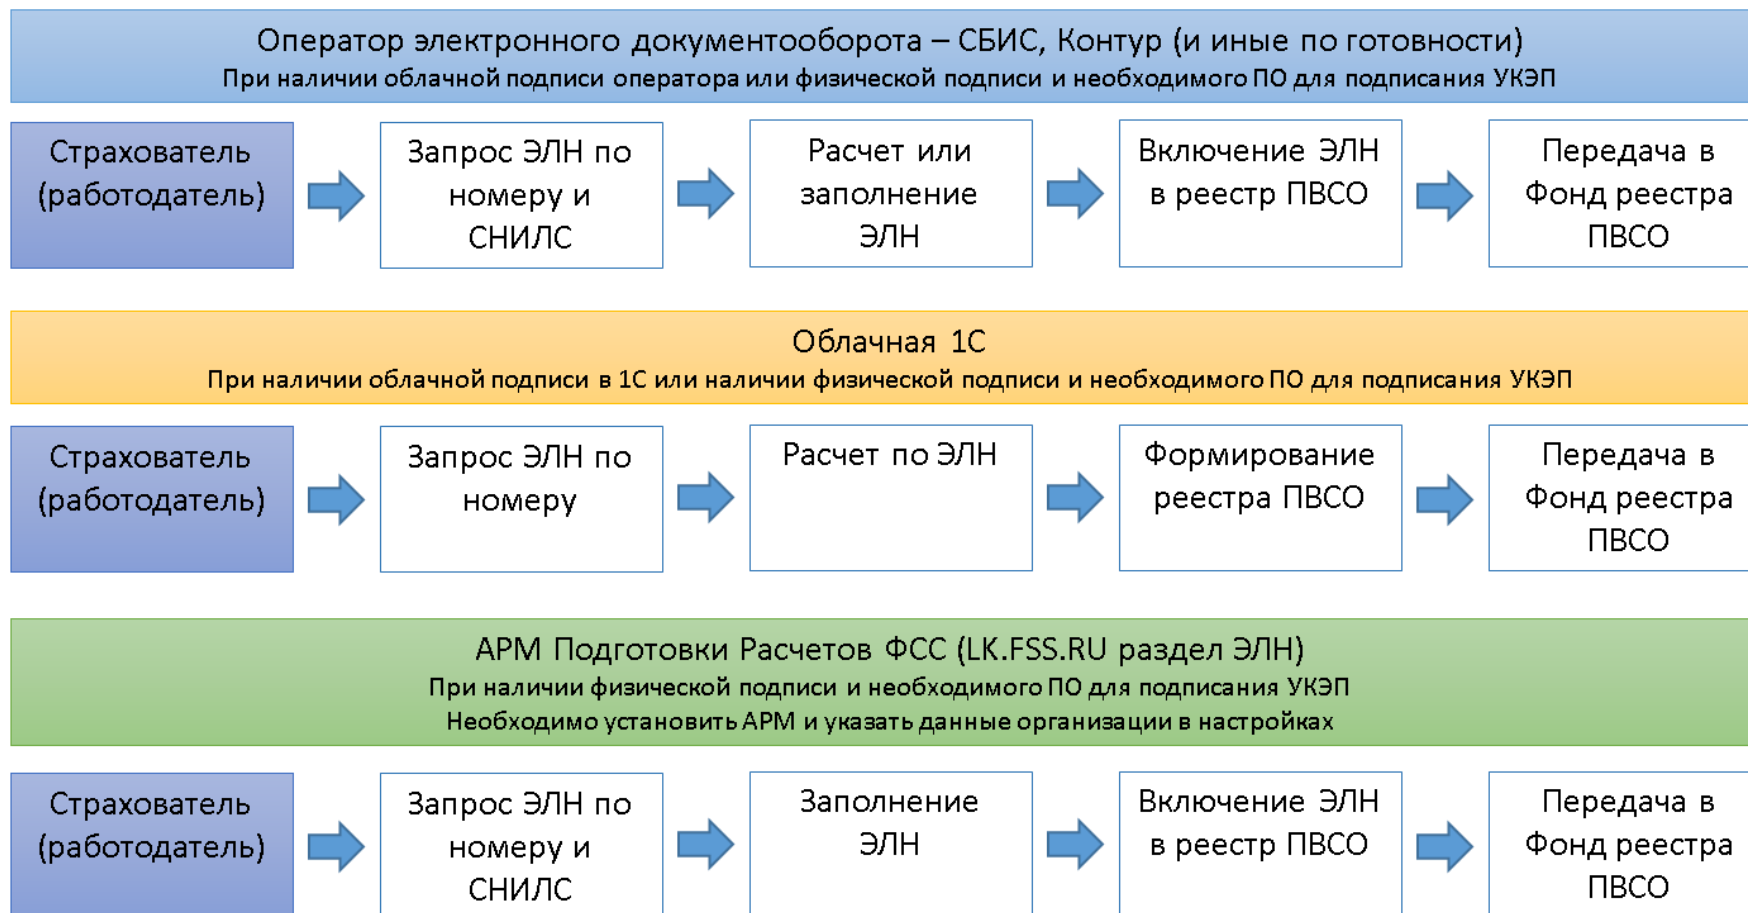 Оператор электронного документооборота – СБИС, Контур (и иные по готовности)
При наличии облачной подписи оператора или физической подписи и необходимого ПО для подписания УКЭП
Страхователь
(работодатель)
Запрос ЭЛН по
номеру и
СНИЛС
Расчет или
заполнение
ЭЛН
Включение ЭЛН
в реестр ПВСО
Передача в
Фонд реестра
ПВСО
Облачная 1С
При наличии облачной подписи в 1С или наличии физической подписи и необходимого ПО для подписания УКЭП
Страхователь
(работодатель)
Запрос ЭЛН по
номеру
Расчет по ЭЛН
Формирование
реестра ПВСО
Передача в
Фонд реестра
ПВСО
АРМ Подготовки Расчетов ФСС (LK.FSS.RU раздел ЭЛН)
При наличии физической подписи и необходимого ПО для подписания УКЭП
Необходимо установить АРМ и указать данные организации в настройках
Страхователь
(работодатель)
Запрос ЭЛН по
номеру и
СНИЛС
Заполнение
ЭЛН
Включение ЭЛН
в реестр ПВСО
Передача в
Фонд реестра
ПВСО